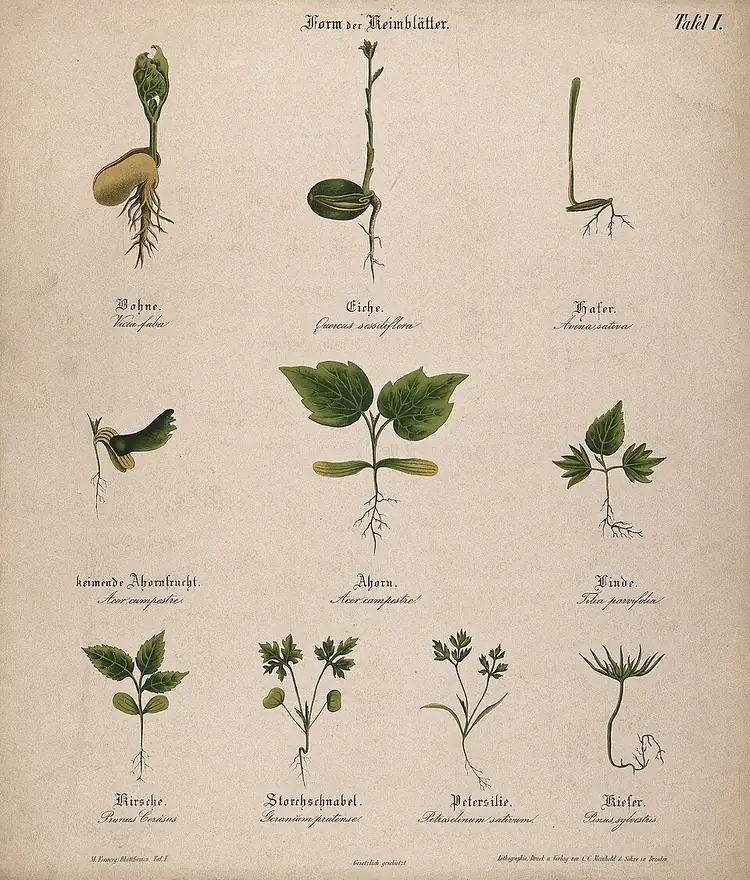 Form der Keimblätter.
Tafel I.
Bohne.
Vicia faba
Eiche.
Quercus sessiliflora
Hafer.
Avena sativa
keimende Ahornfrucht.
Acer campestre.
Ahorn.
Acer campestre.
Linde.
Tilia parvifolia.
Kirsche.
Prunus Cerasus
Storchschnabel.
Geranium pratense.
Petersilie.
Petroselinum sativum.
Kiefer.
Pinus sylvestris
Blattformen. Taf. I.
Gesetzlich geschützt.
Lithographie, Druck u. Verlag von C. C. Meinhold & Söhne in Dresden.